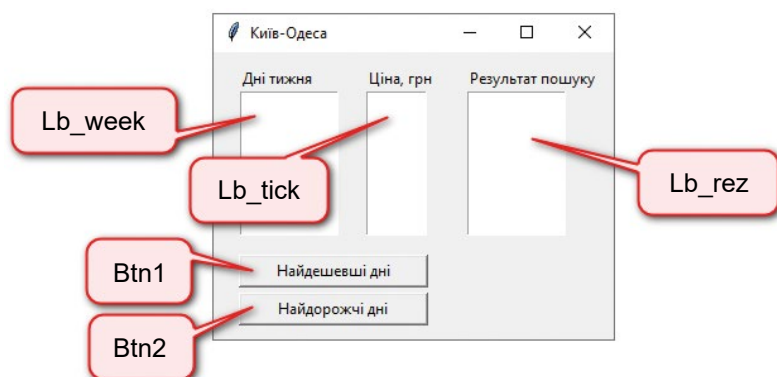 Київ-Одеса
Дні тижня
Ціна, грн
Результат пошуку
Lb_week
Lb_tick
Lb_rez
Btn1
Найдешевші дні
Btn2
Найдорожчі дні